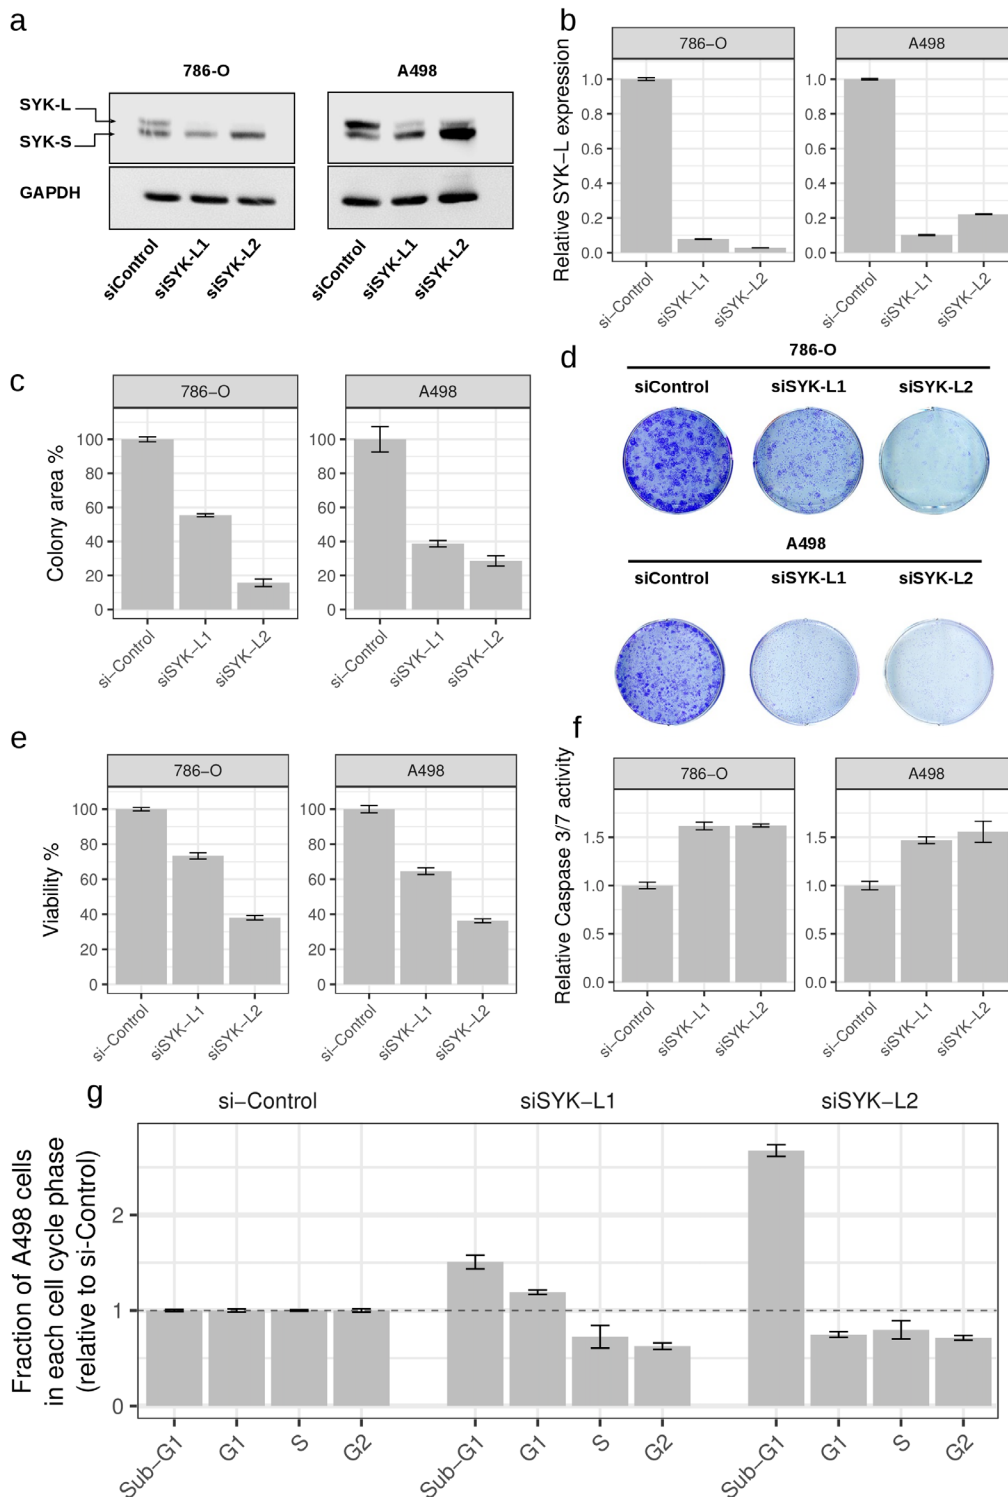 a
786-O
A498
SYK-L
SYK-S
GAPDH
siControl
siSYK-L1
siSYK-L2
siControl
siSYK-L1
siSYK-L2
b
Relative SYK−L expression
786−O
A498
1.0
0.8
0.6
0.4
0.2
0.0
1.0
0.8
0.6
0.4
0.2
0.0
si−Control
siSYK−L1
siSYK−L2
si−Control
siSYK−L1
siSYK−L2
c
Colony area %
786−O
A498
100
80
60
40
20
0
100
80
60
40
20
0
si−Control
siSYK−L1
siSYK−L2
si−Control
siSYK−L1
siSYK−L2
d
786-O
siControl
siSYK-L1
siSYK-L2
A498
siControl
siSYK-L1
siSYK-L2
e
Viability %
786−O
A498
100
80
60
40
20
0
100
80
60
40
20
0
si−Control
siSYK−L1
siSYK−L2
si−Control
siSYK−L1
siSYK−L2
f
Relative Caspase 3/7 activity
786−O
A498
1.5
1.0
0.5
0.0
1.5
1.0
0.5
0.0
si−Control
siSYK−L1
siSYK−L2
si−Control
siSYK−L1
siSYK−L2
g
si−Control
siSYK−L1
siSYK−L2
Fraction of A498 cells
in each cell cycle phase
(relative to si-Control)
2
1
0
Sub−G1
G1
S
G2
Sub−G1
G1
S
G2
Sub−G1
G1
S
G2